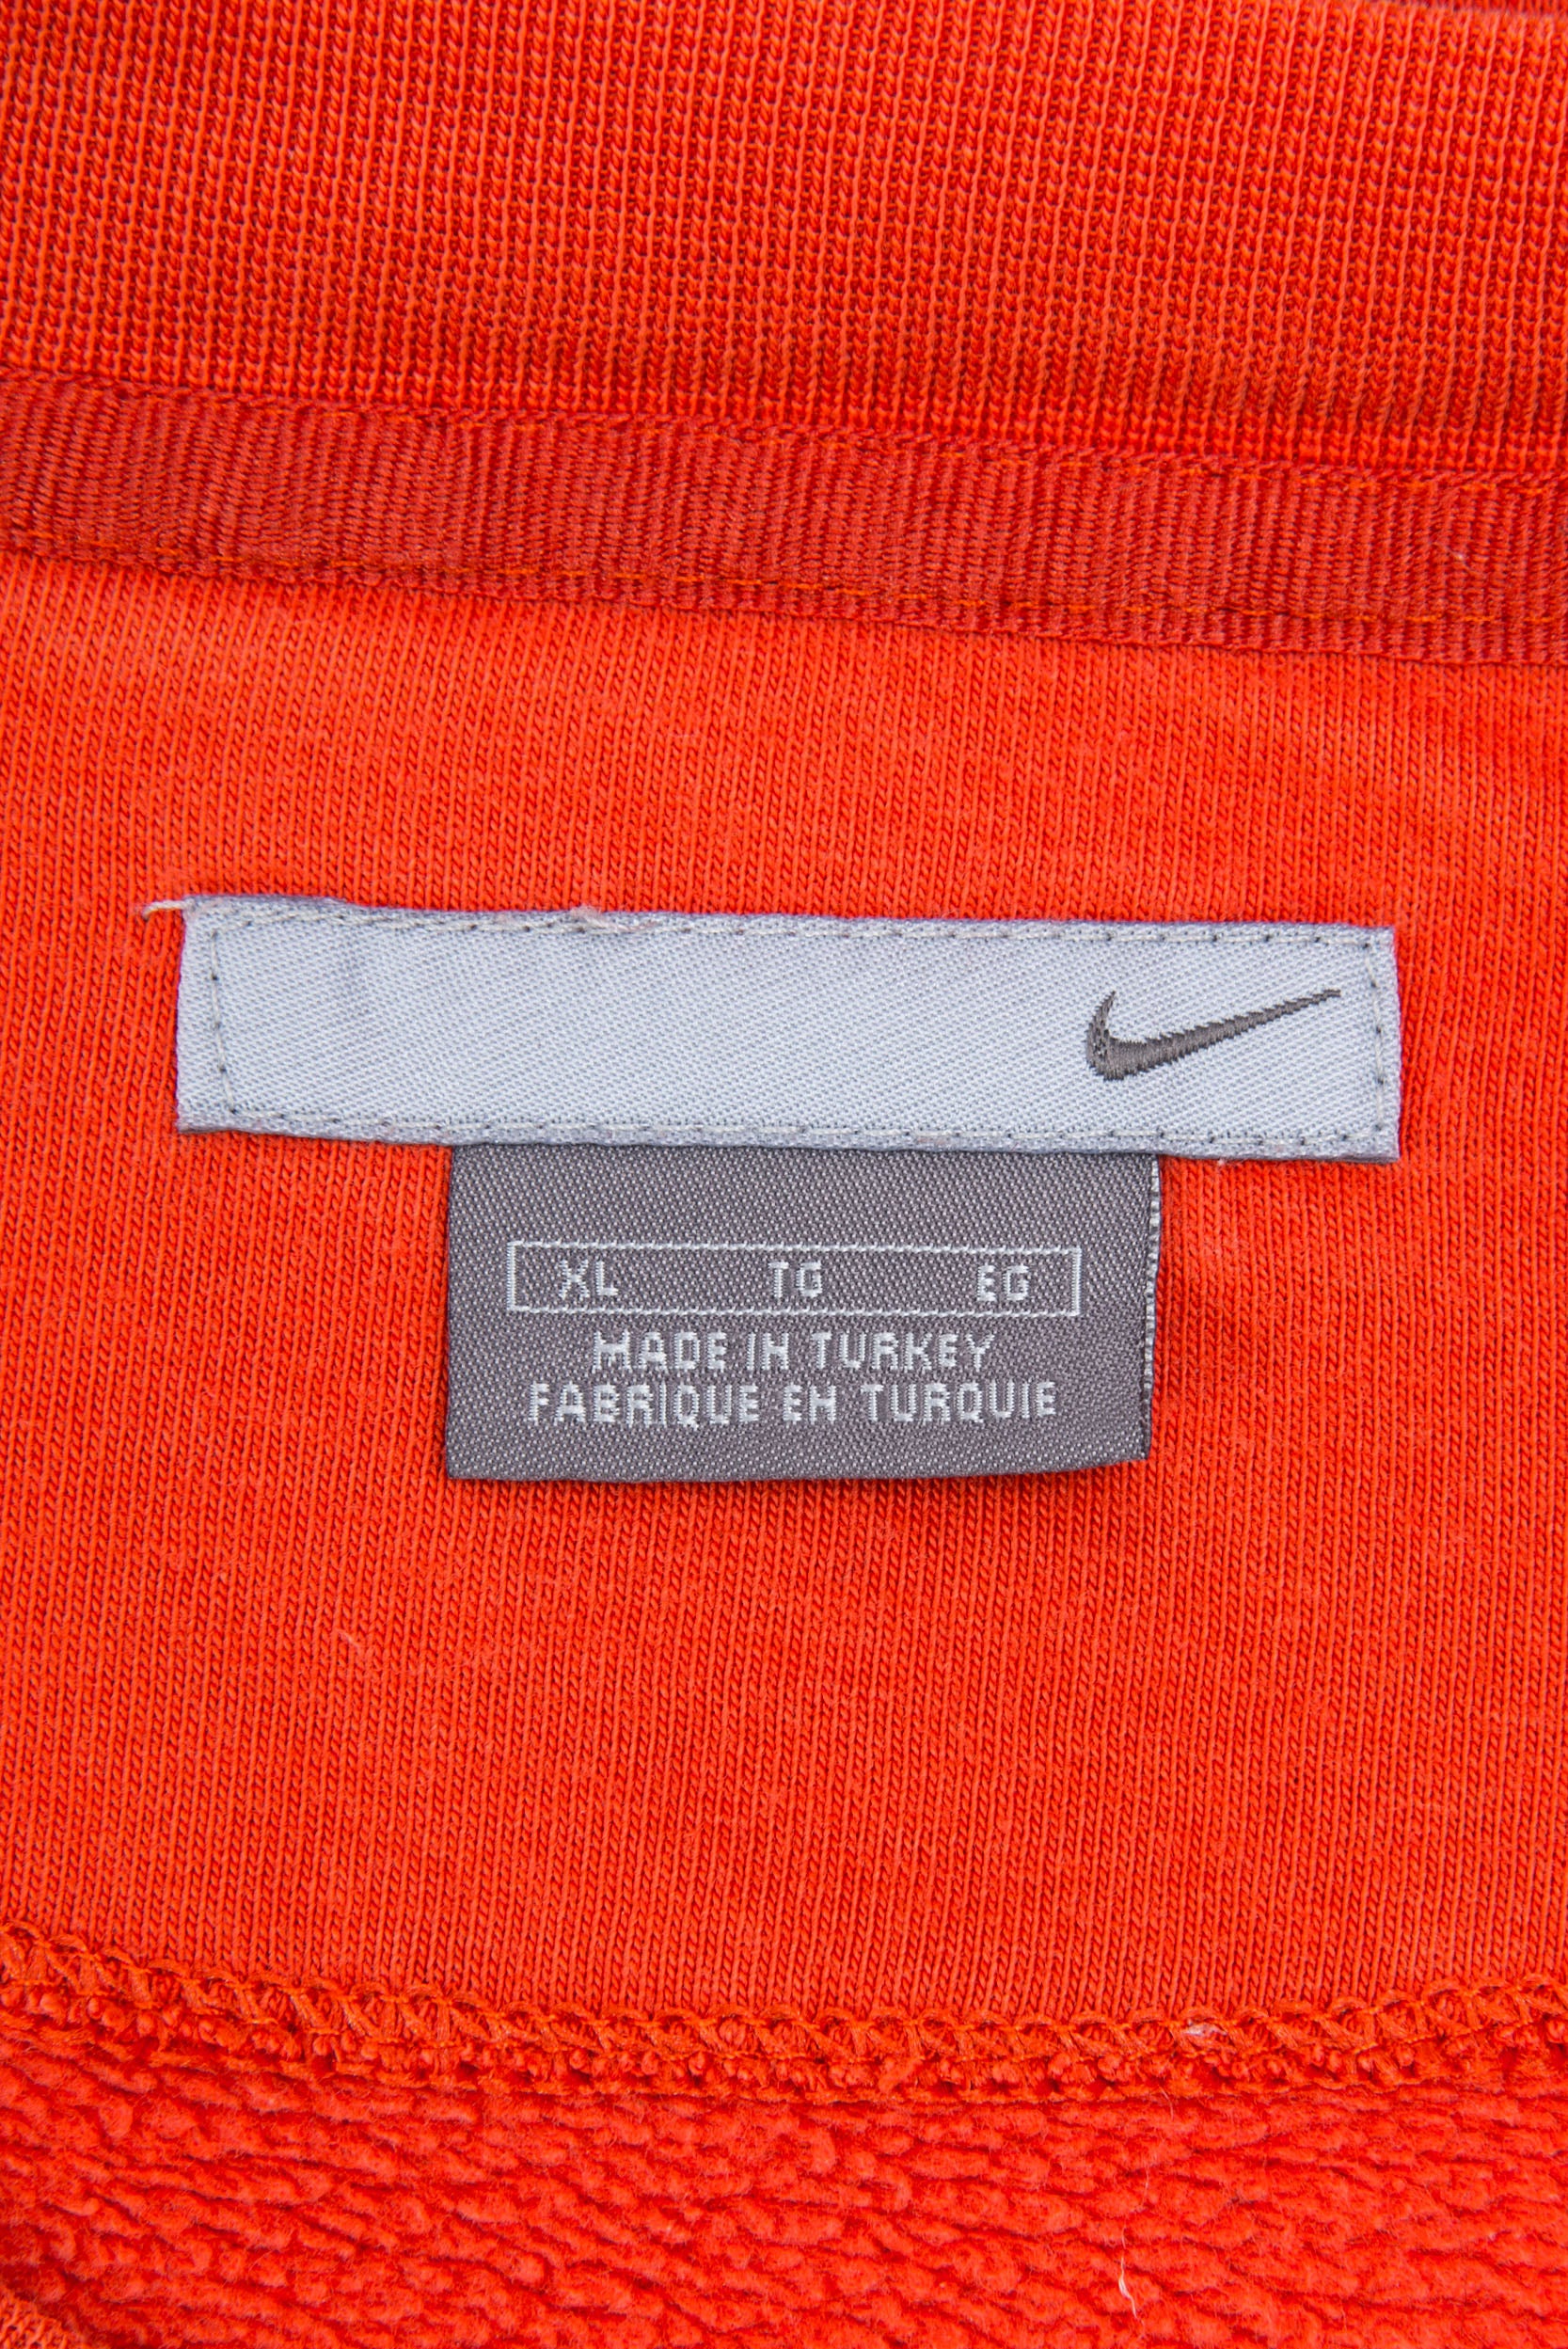 XL TG EG
MADE IN TURKEY
FABRIQUE EN TURQUIE